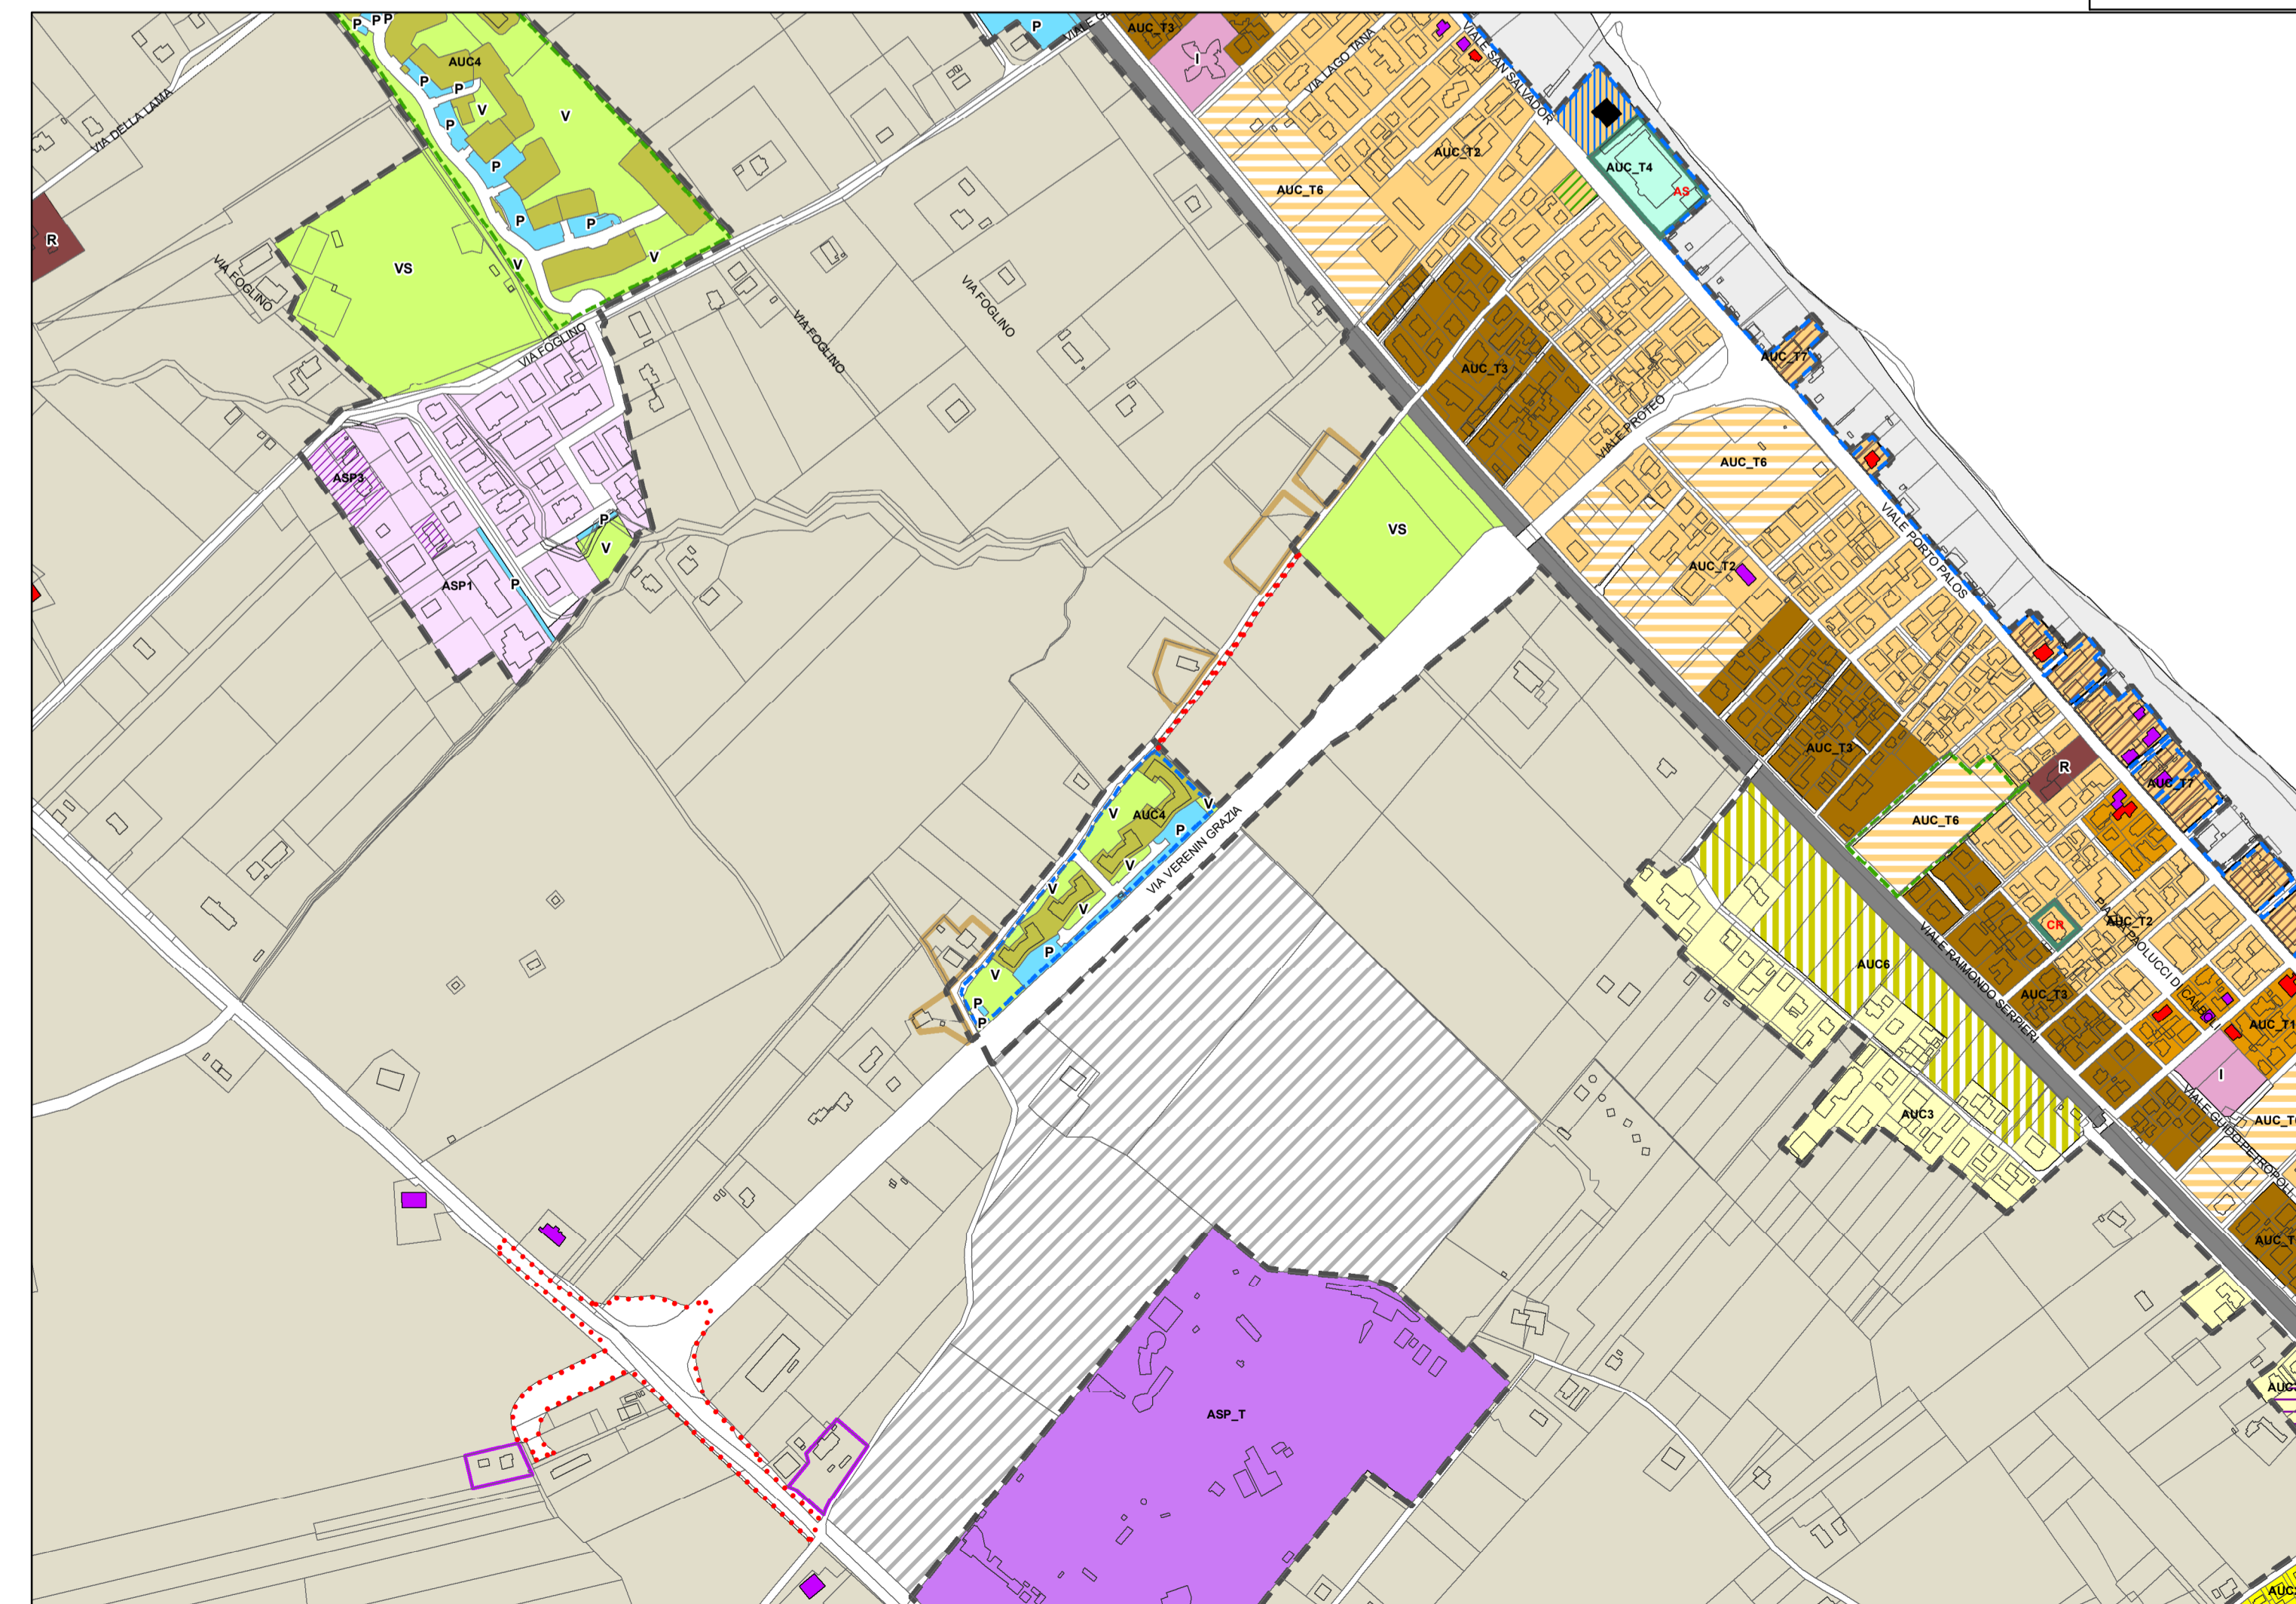 P
P P
AUC4
P
P
V
V
P
P
P
P
V
V
VS
VIA DELLA LAMA
R
VIA FOGLINO
VIA FOGLINO
VIA FOGLINO
VIA FOGLINO
ASP3
ASP1
P
P
V
P
AUC_T3
I
VIA LAGO TANA
VIALE SAN SALVADOR
AUC_T2
AUC_T6
AUC_T4
AS
AUC_T7
AUC_T3
VIALE PROTEO
AUC_T6
VS
AUC_T2
VIALE PORTO PALOS
AUC_T3
R
AUC_T7
AUC_T6
V
AUC4
V
P
V
V
V
P
V
P
P
VIA VERENIN GRAZIA
AUC6
CR
AUC_T2
AUC_T3
VIALE RAIMONDO SERPIERI
AUC_T1
I
AUC3
ASP_T